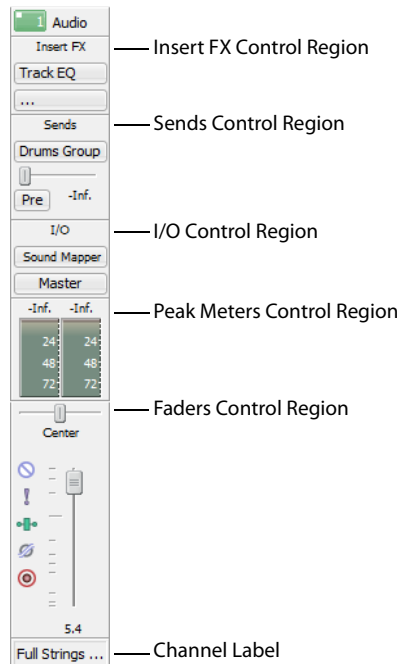 1 Audio
Insert FX
Insert FX Control Region
Track EQ
...
Sends
Sends Control Region
Drums Group
Pre -Inf.
I/O
I/O Control Region
Sound Mapper
Master
-Inf. -Inf.
Peak Meters Control Region
24 24
48 48
72 72
Faders Control Region
Center
5.4
Full Strings ...
Channel Label